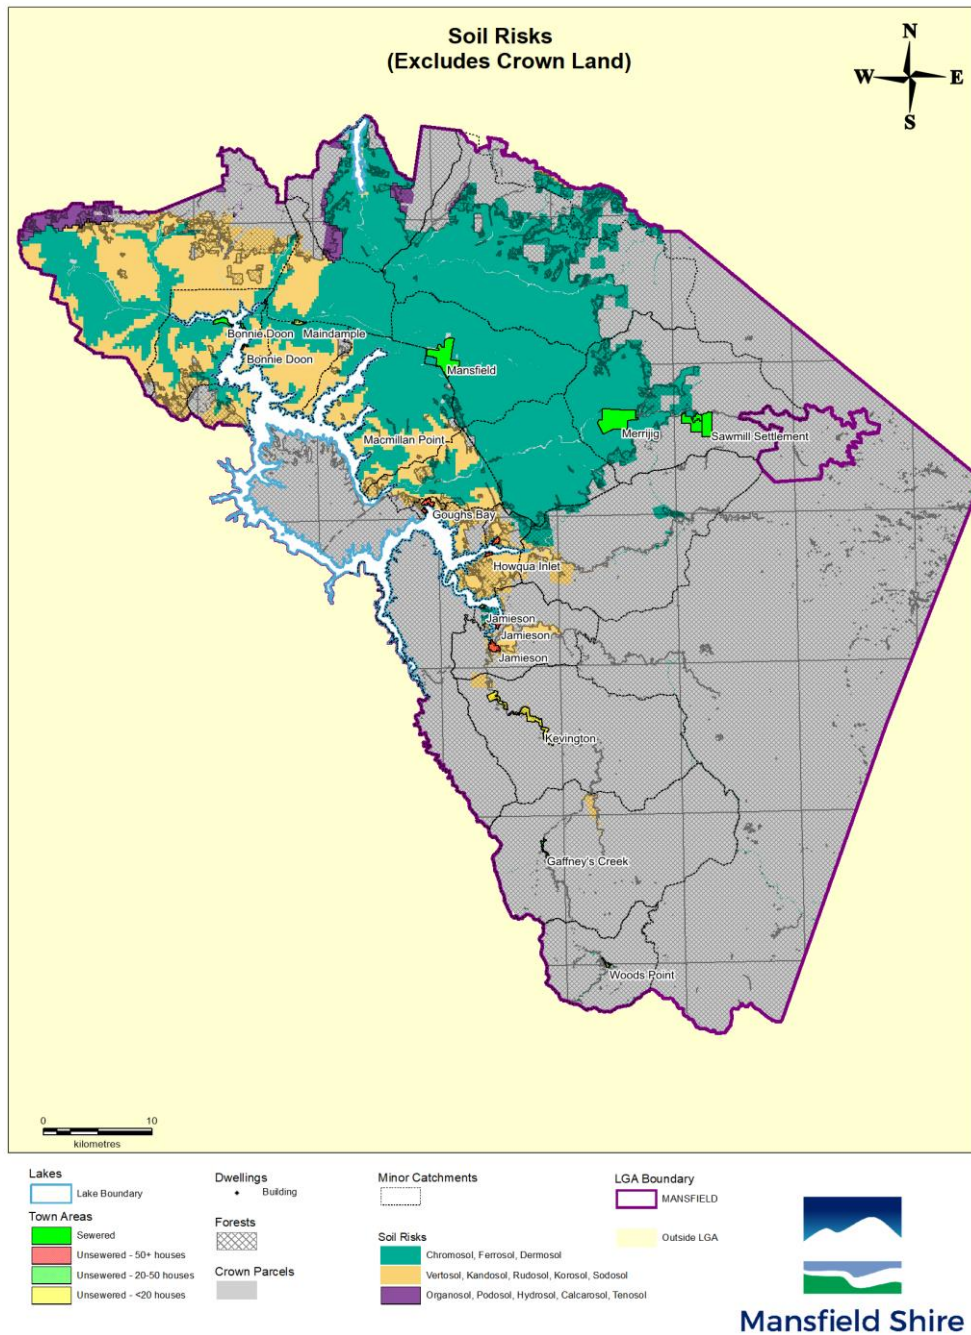 Soil Risks
(Excludes Crown Land)
N
W E
S
Bonnie Doon
Maindample
Bonnie Doon
Mansfield
Merrijig
Sawmill Settlement
Macmillan Point
Goughs Bay
Howqua Inlet
Jamieson
Jamieson
Jamieson
Kevington
Gaffney's Creek
Woods Point
0 10
kilometres
Lakes
Lake Boundary
Town Areas
Sewered
Unsewered - 50+ houses
Unsewered - 20-50 houses
Unsewered - <20 houses
Dwellings
Building
Forests
Crown Parcels
Minor Catchments
Soil Risks
Chromosol, Ferrosol, Dermosol
Vertosol, Kandosol, Rudosol, Korosol, Sodosol
Organosol, Podosol, Hydrosol, Calcarosol, Tenosol
LGA Boundary
MANSFIELD
Outside LGA
Mansfield Shire